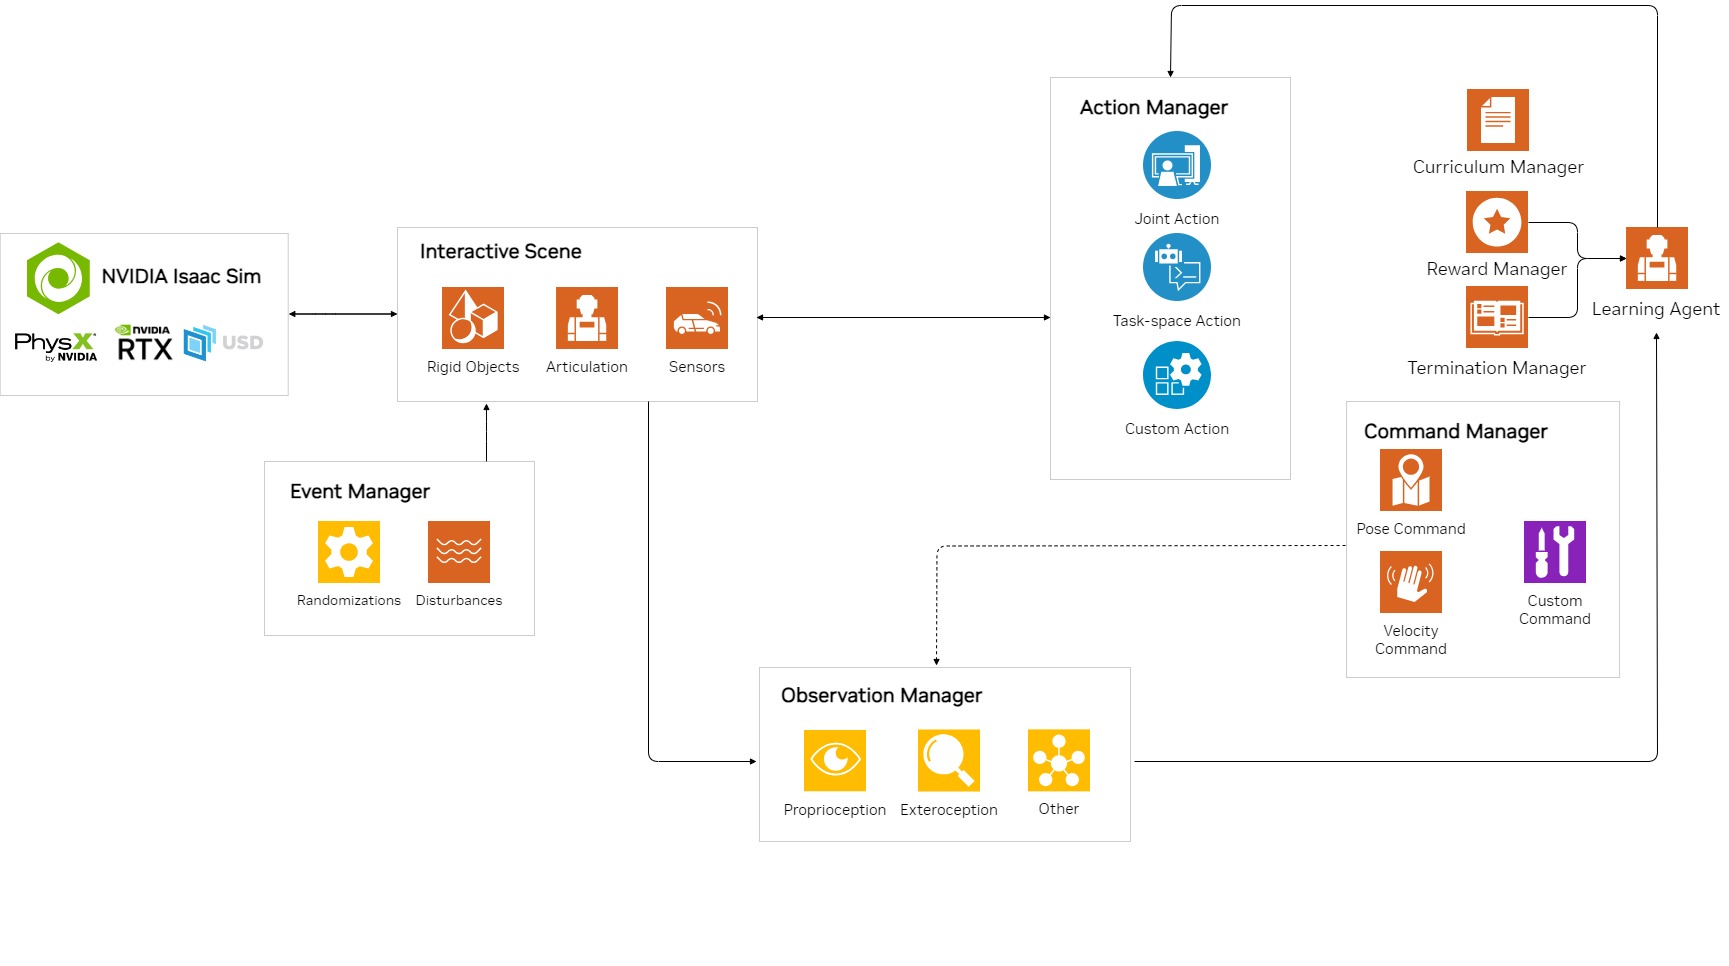 NVIDIA Isaac Sim
PhysX
by NVIDIA
NVIDIA
RTX
USD
Interactive Scene
Rigid Objects
Articulation
Sensors
Event Manager
Randomizations
Disturbances
Action Manager
Joint Action
Task-space Action
Custom Action
Curriculum Manager
Reward Manager
Termination Manager
Learning Agent
Command Manager
Pose Command
Velocity
Command
Custom
Command
Observation Manager
Proprioception
Exteroception
Other